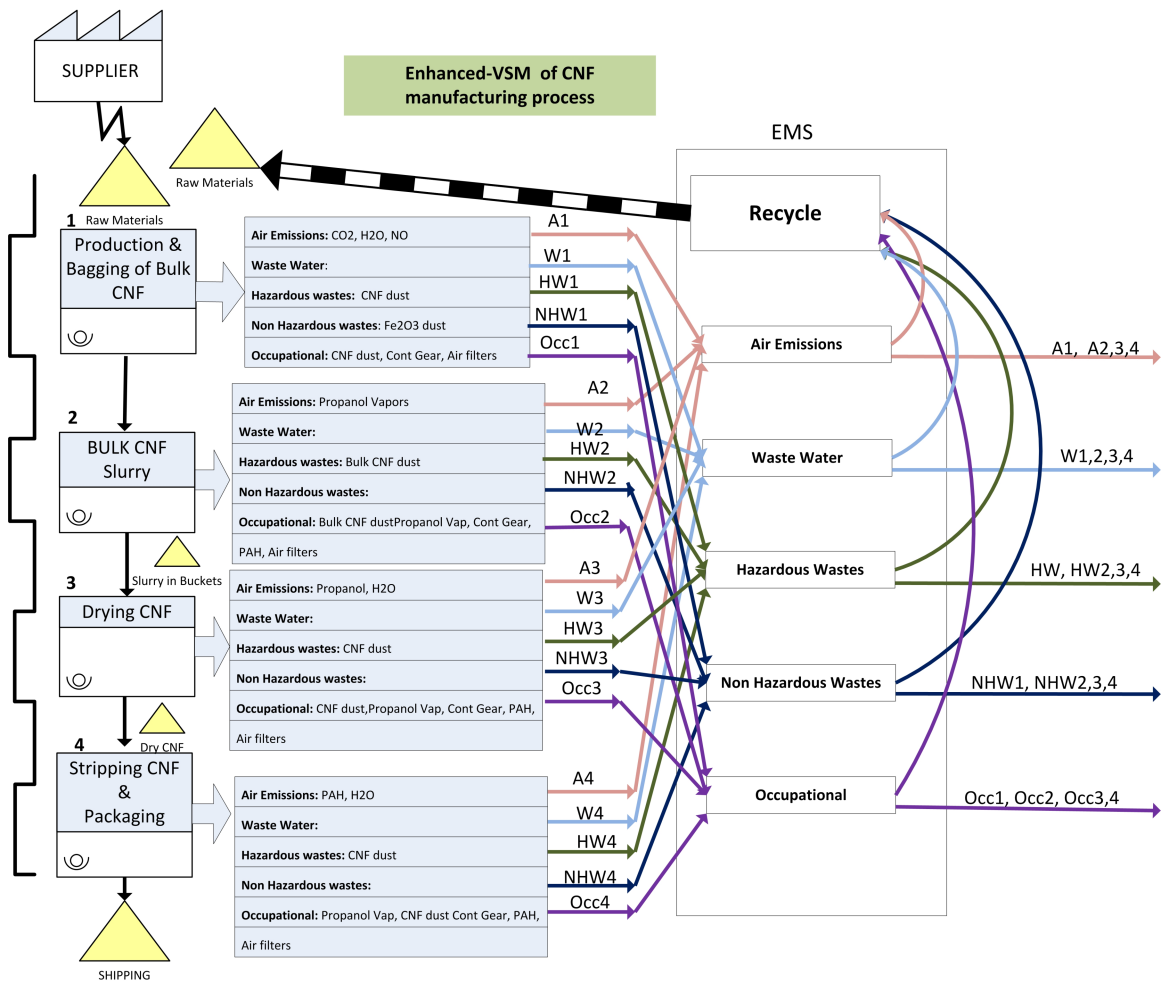 SUPPLIER
Enhanced-VSM of CNF
manufacturing process
EMS
Raw Materials
Raw Materials
Recycle
1
Production &
Bagging of Bulk
CNF
Air Emissions: CO2, H2O, NO
Waste Water:
Hazardous wastes: CNF dust
Non Hazardous wastes: Fe2O3 dust
Occupational: CNF dust, Cont Gear, Air filters
A1
W1
HW1
NHW1
Occ1
2
BULK CNF
Slurry
Air Emissions: Propanol Vapors
Waste Water:
Hazardous wastes: Bulk CNF dust
Non Hazardous wastes:
Occupational: Bulk CNF dustPropanol Vap, Cont Gear,
PAH, Air filters
A2
W2
HW2
NHW2
Occ2
Slurry in Buckets
3
Drying CNF
Air Emissions: Propanol, H2O
Waste Water:
Hazardous wastes: CNF dust
Non Hazardous wastes:
Occupational: CNF dust,Propanol Vap, Cont Gear, PAH,
Air filters
A3
W3
HW3
NHW3
Occ3
Dry CNF
4
Stripping CNF
&
Packaging
Air Emissions: PAH, H2O
Waste Water:
Hazardous wastes: CNF dust
Non Hazardous wastes:
Occupational: Propanol Vap, CNF dust Cont Gear, PAH,
Air filters
A4
W4
HW4
NHW4
Occ4
SHIPPING
Air Emissions
A1, A2,3,4
Waste Water
W1,2,3,4
Hazardous Wastes
HW, HW2,3,4
Non Hazardous Wastes
NHW1, NHW2,3,4
Occupational
Occ1, Occ2, Occ3,4